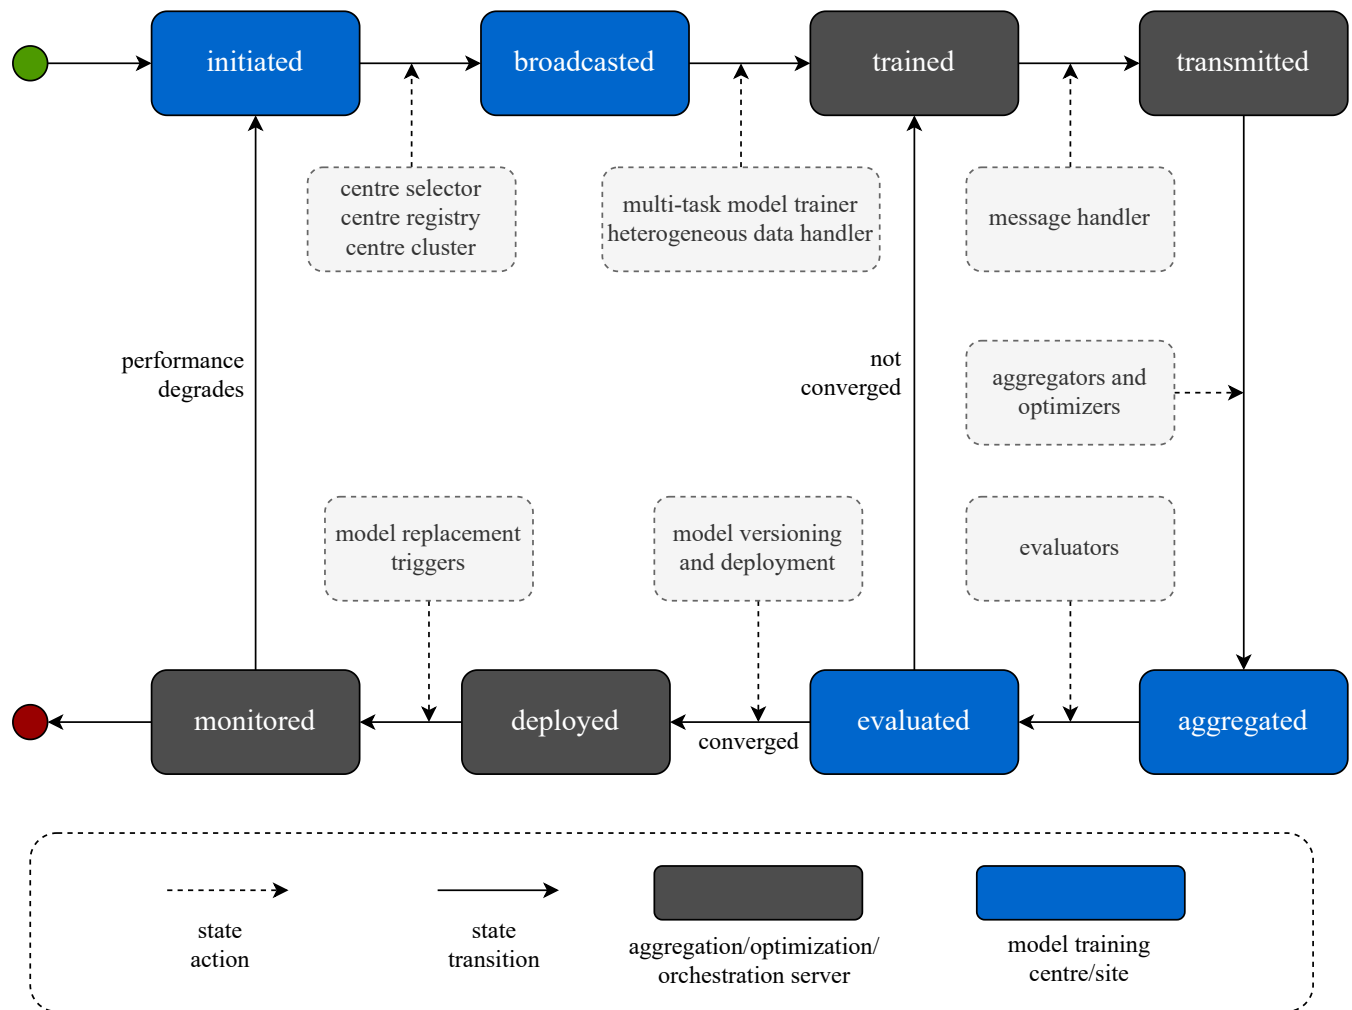 initiated
broadcasted
trained
transmitted
centre selector
centre registry
centre cluster
multi-task model trainer
heterogeneous data handler
message handler
performance
degrades
not
converged
aggregators and
optimizers
model replacement
triggers
model versioning
and deployment
evaluators
monitored
deployed
converged
evaluated
aggregated
state
action
state
transition
aggregation/optimization/
orchestration server
model training
centre/site